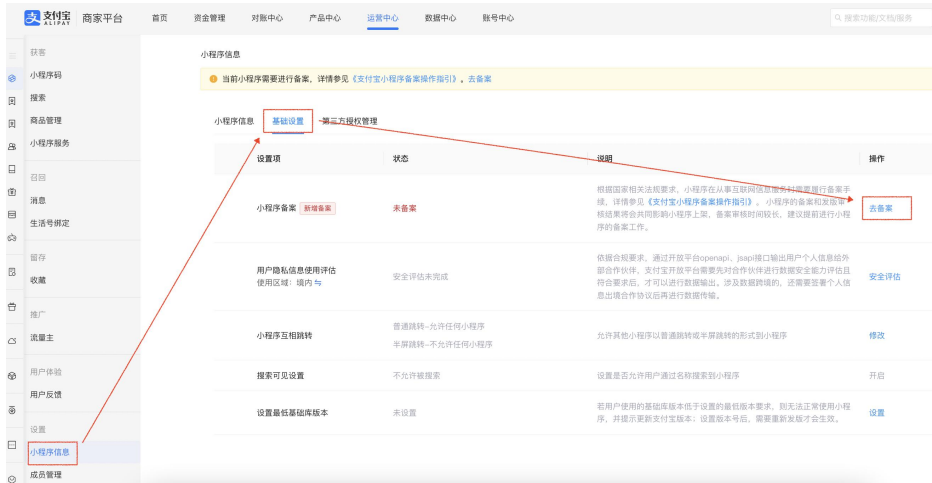 支付宝 ALIPAY 商家平台 首页 资金管理 对账中心 产品中心 运营中心 数据中心 账号中心 搜索功能/文档/服务
获客
小程序码
搜索
商品管理
小程序服务
召回
消息
生活号绑定
留存
收藏
推广
流量主
用户体验
用户反馈
设置
小程序信息
成员管理
小程序信息
当前小程序需要进行备案,详情参见《支付宝小程序备案操作指引》。去备案
小程序信息 基础设置 第三方授权管理
设置项 状态 说明 操作
小程序备案 新增备案 未备案
根据国家相关法规要求、小程序在从事互联网信息服务时需要履行备案手
续,详情参见《支付宝小程序备案操作指引》。小程序的备案和发版审
核结果将会共同影响小程序上架,备案审核时间较长,建议提前进行小程
序的备案工作。
去备案
用户隐私信息使用评估
使用区域:境内
安全评估未完成
依据合规要求,通过开放平台openapi、jsapi接口输出用户个人信息给外
部合作伙伴,支付宝开放平台需要先对合作伙伴进行数据安全能力评估且
符合要求后,才可以进行数据输出。涉及数据跨境的,还需要签署个人信
息出境合作协议后再进行数据传输。
安全评估
小程序互相跳转
普通跳转-允许任何小程序
半屏跳转-不允许任何小程序
允许其他小程序以普通跳转或半屏跳转的形式到小程序
修改
搜索可见设置 不允许被搜索 设置是否允许用户通过名称搜索到小程序 开启
设置最低基础库版本 未设置
若用户使用的基础库版本低于设置的最低版本要求,则无法正常使用小程
序,并提示更新支付宝版本;设置版本号后,需要重新发版才会生效。
设置